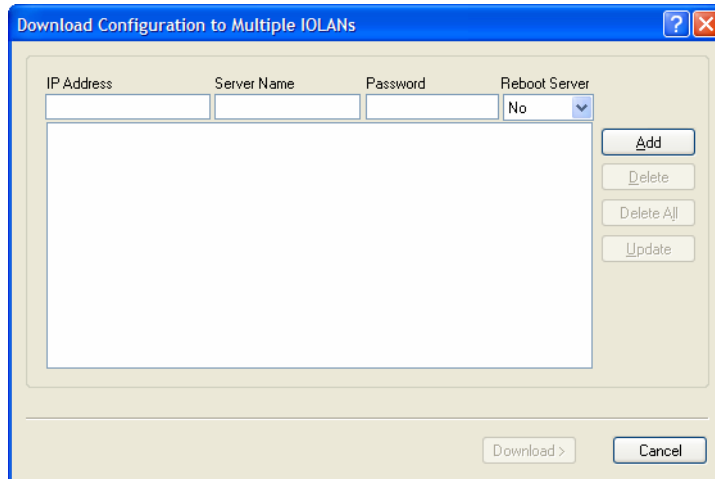 Download Configuration to Multiple IOLANs
IP Address Server Name Password Reboot Server
No
Add
Delete
Delete All
Update
Download > Cancel